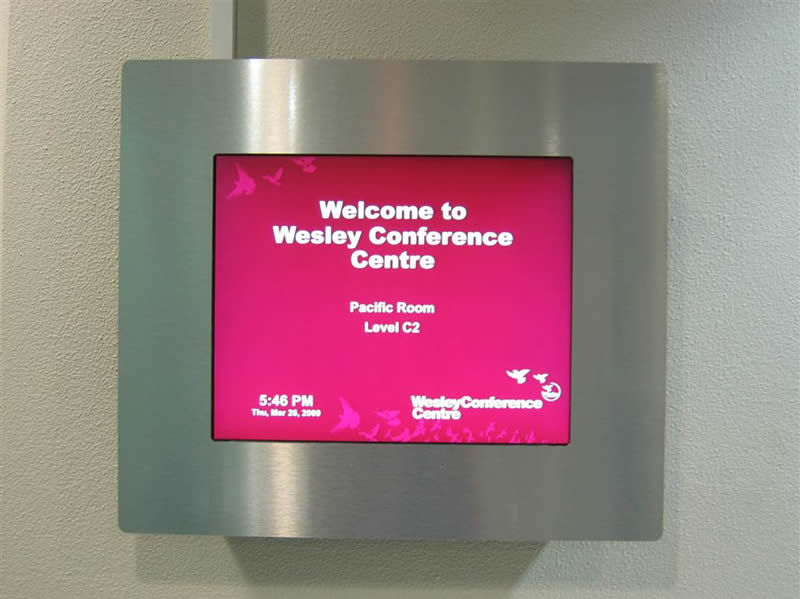 Welcome to
Wesley Conference
Centre
Pacific Room
Level C2
5:46 PM
Thu, Mar 26, 2009
WesleyConference
Centre